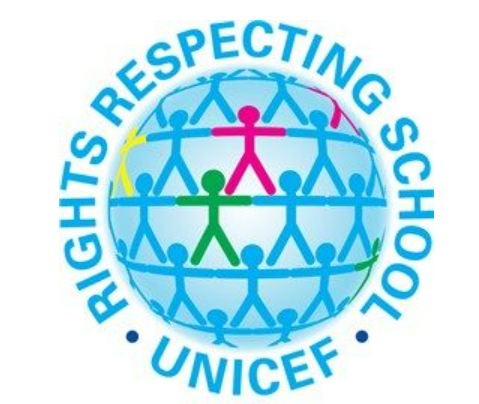 RIGHTS RESPECTING SCHOOL
• UNICEF •